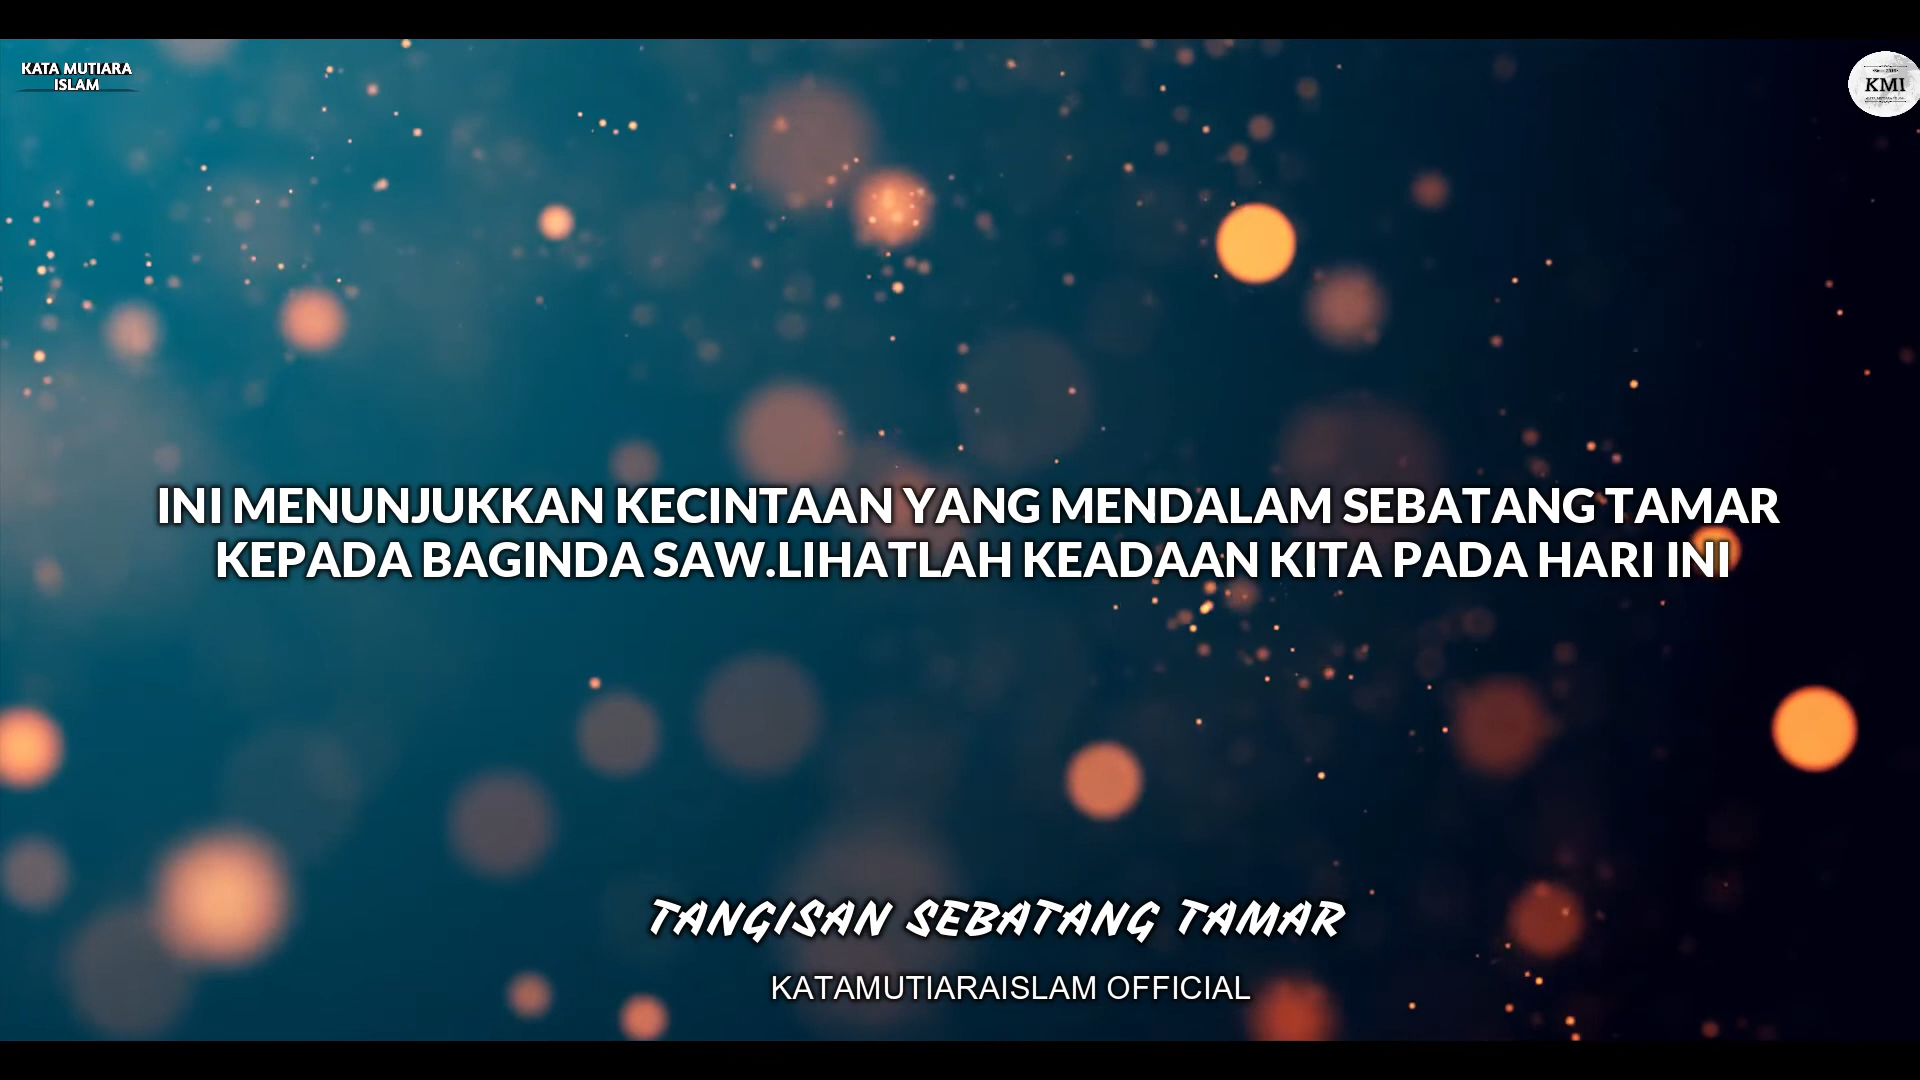 KATA MUTIARA
ISLAM
KMI
INI MENUNJUKKAN KECINTAAN YANG MENDALAM SEBATANG TAMAR
KEPADA BAGINDA SAW.LIHATLAH KEADAAN KITA PADA HARI INI
TANGISAN SEBATANG TAMAR
KATAMUTIARAISLAM OFFICIAL